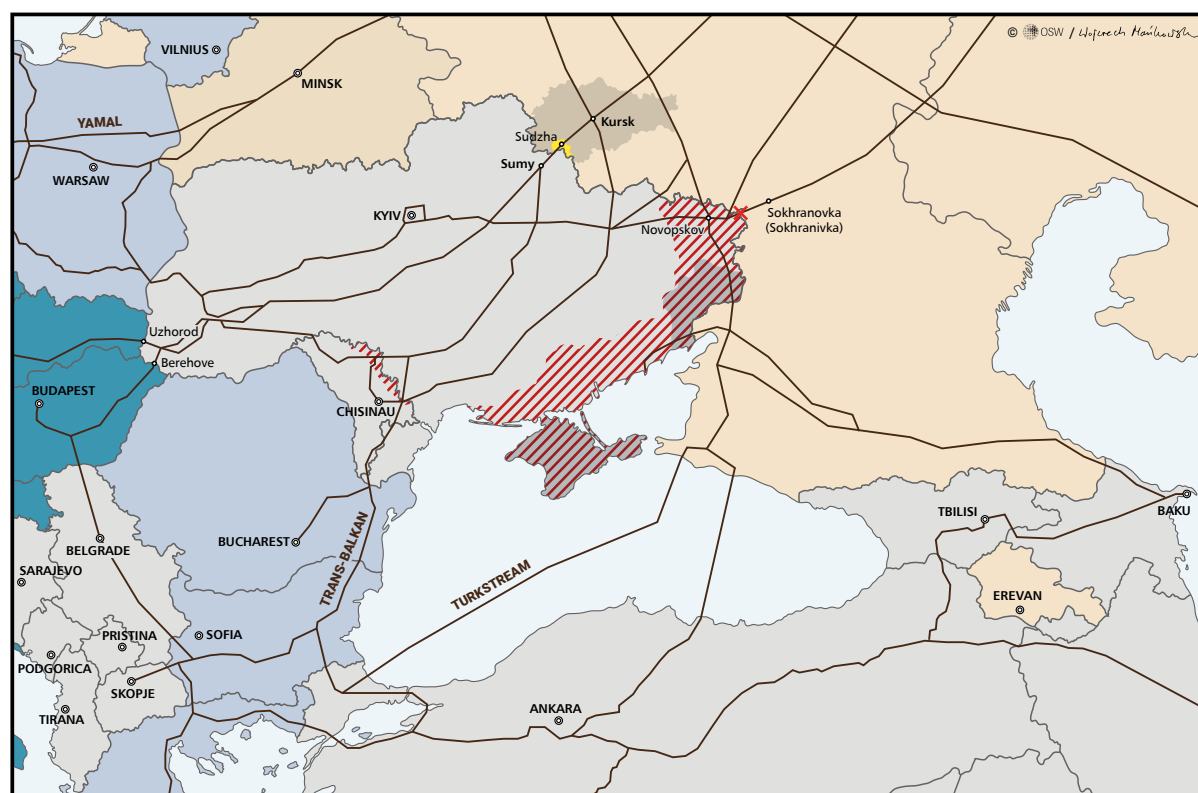 © OSW / Wojciech Mańkowski
VILNIUS
MINSK
YAMAL
Kursk
Sudzha
Sumy
WARSAW
KYIV
Sokhranovka
(Sokhranivka)
Novopskov
Uzhorod
Berehove
BUDAPEST
CHISINAU
BAKU
TBILISI
BUCHAREST
BELGRADE
TRANS-BALKAN
TURKSTREAM
SARAJEVO
EREVAN
SOFIA
PRISTINA
PODGORICA
SKOPJE
TIRANA
ANKARA